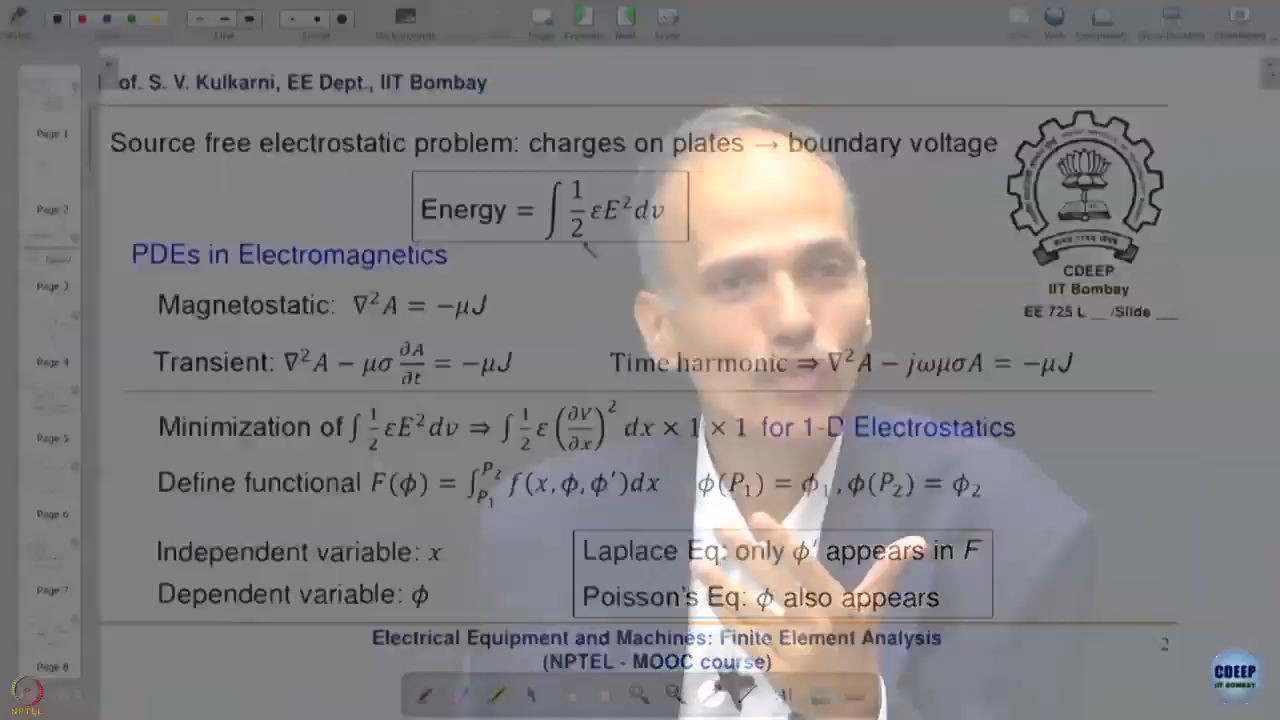 Prof. S. V. Kulkarni, EE Dept., IIT Bombay
Source free electrostatic problem: charges on plates → boundary voltage
Energy = ∫ 1/2 εE² dv
PDEs in Electromagnetics
CDEEP
IIT Bombay
EE 725 L __ /Slide ___
Magnetostatic: ∇²A = −μJ
Transient: ∇²A − μσ ∂A/∂t = −μJ Time harmonic ⇒ ∇²A − jωμσA = −μJ
Minimization of ∫ 1/2 εE² dv ⇒ ∫ 1/2 ε (∂V/∂x)² dx × 1 × 1 for 1-D Electrostatics
Define functional F(ϕ) = ∫_{P₁}^{P₂} f(x, ϕ, ϕ′)dx ϕ(P₁) = ϕ₁, ϕ(P₂) = ϕ₂
Independent variable: x
Dependent variable: ϕ
Laplace Eq: only ϕ′ appears in F
Poisson's Eq: ϕ also appears
Electrical Equipment and Machines: Finite Element Analysis
(NPTEL - MOOC course)
2
Page 1
Page 2
Page 3
Page 4
Page 5
Page 6
Page 7
Page 8
NPTEL
CDEEP
IIT BOMBAY